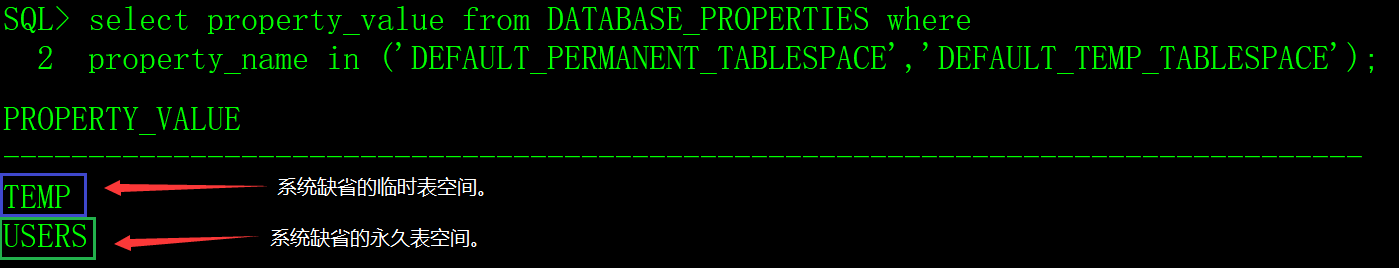 SQL> select property_value from DATABASE_PROPERTIES where
2 property_name in ('DEFAULT_PERMANENT_TABLESPACE','DEFAULT_TEMP_TABLESPACE');
PROPERTY_VALUE
--------------------------------------------------------------------------------
TEMP 系统缺省的临时表空间。
USERS 系统缺省的永久表空间。